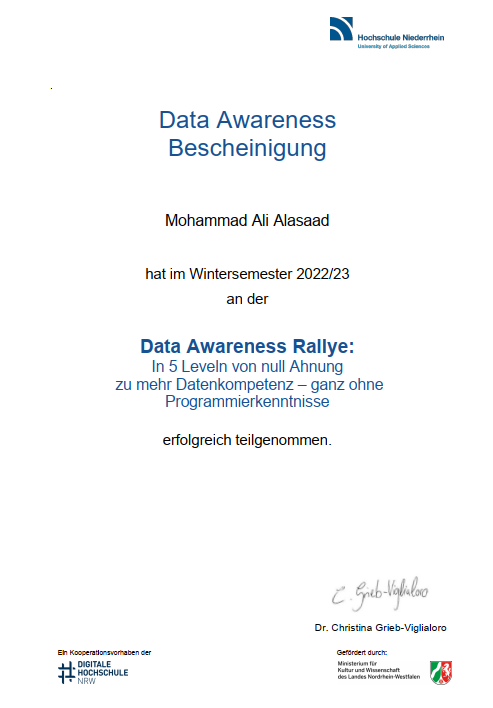 Hochschule Niederrhein
University of Applied Sciences
.
Data Awareness
Bescheinigung
Mohammad Ali Alasaad
hat im Wintersemester 2022/23
an der
Data Awareness Rallye:
In 5 Leveln von null Ahnung
zu mehr Datenkompetenz – ganz ohne
Programmierkenntnisse
erfolgreich teilgenommen.
C. Grieb-Viglialoro
Dr. Christina Grieb-Viglialoro
Ein Kooperationsvorhaben der
DIGITALE
HOCHSCHULE
NRW
Gefördert durch:
Ministerium für
Kultur und Wissenschaft
des Landes Nordrhein-Westfalen